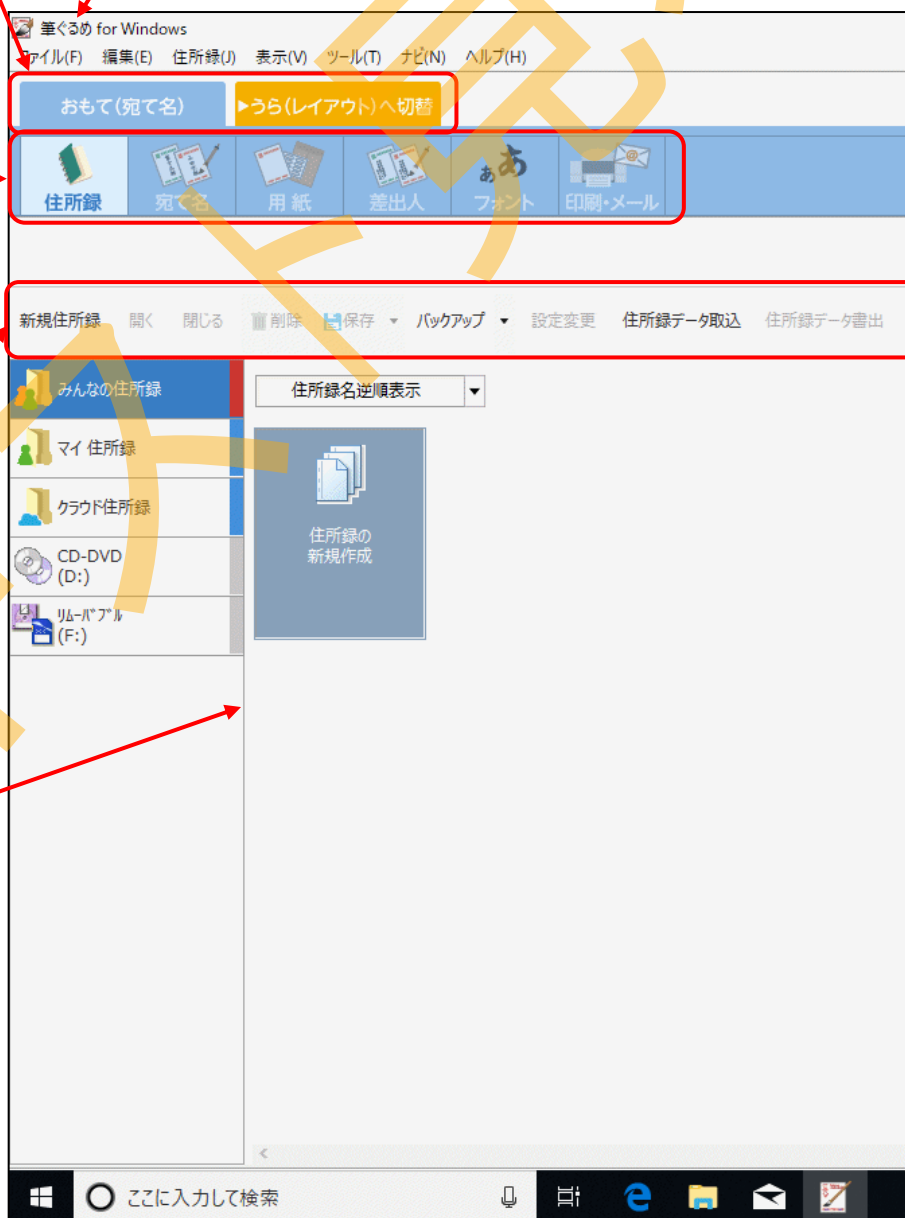 筆ぐるめ for Windows
ファイル(F) 編集(E) 住所録(J) 表示(V) ツール(T) ナビ(N) ヘルプ(H)
おもて(宛て名) ▶うら(レイアウト)へ切替
住所録 宛て名 用紙 差出人 フォント 印刷・メール
新規住所録 開く 閉じる 削除 保存 バックアップ 設定変更 住所録データ取込 住所録データ書出
みんなの住所録
住所録名逆順表示
マイ住所録
クラウド住所録
住所録の
新規作成
CD-DVD
(D:)
リムーバブル
(F:)
ここに入力して検索